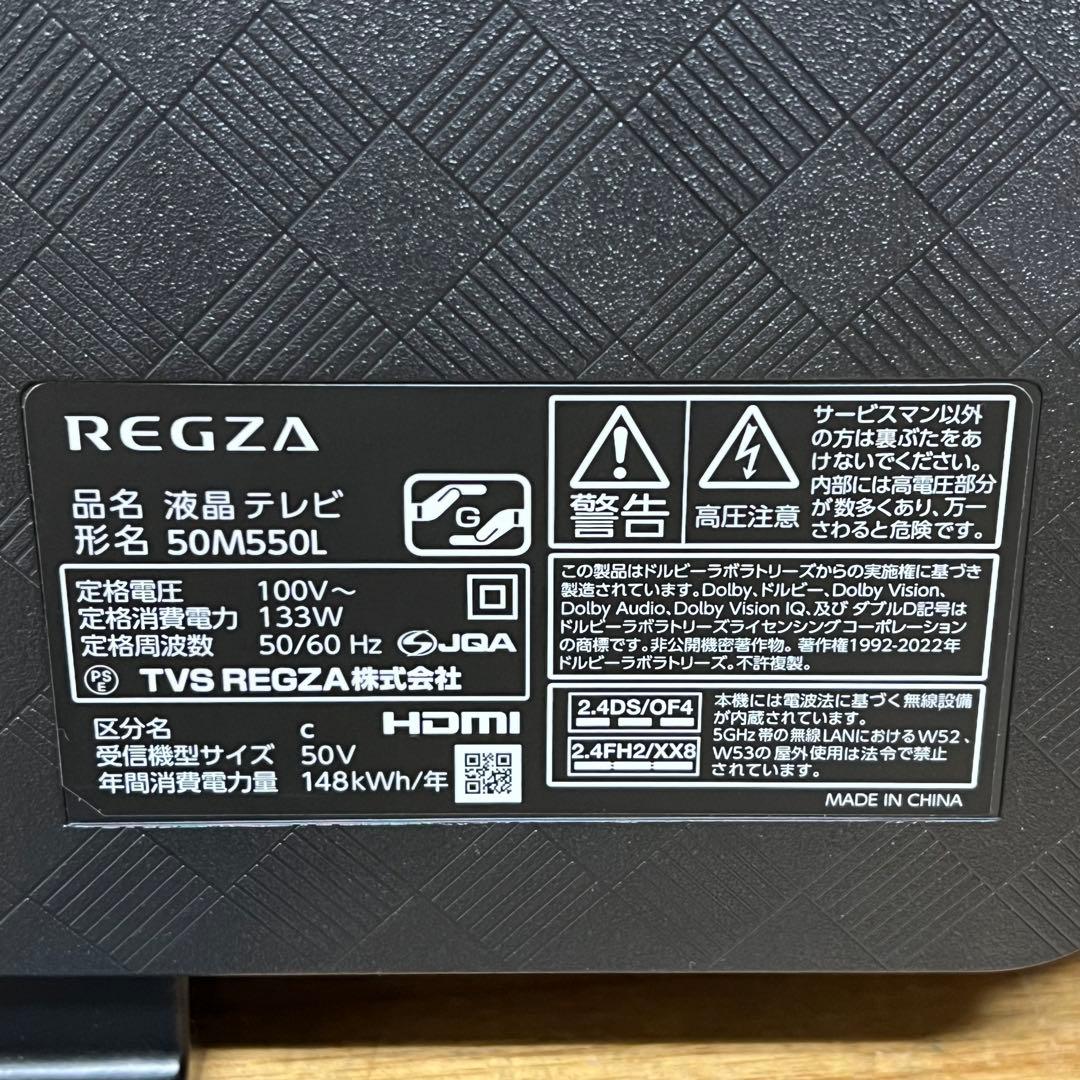 REGZA
品名 液晶テレビ
形名 50M550L
G
定格電圧 100V～
定格消費電力 133W
定格周波数 50/60 Hz
JQA
PS
E
TVS REGZA株式会社
区分名 c
HDMI
受信機型サイズ 50V
年間消費電力量 148kWh/年
警告
高圧注意
サービスマン以外
の方は裏ぶたをあ
けないでください。
内部には高電圧部分
が数多くあり、万一
さわると危険です。
この製品はドルビーラボラトリーズからの実施権に基づき
製造されています。Dolby、ドルビー、Dolby Vision、
Dolby Audio、Dolby Vision IQ、及び ダブルD記号は
ドルビーラボラトリーズライセンシングコーポレーション
の商標です。非公開機密著作物。著作権1992-2022年
ドルビーラボラトリーズ。不許複製。
2.4DS/OF4
2.4FH2/XX8
本機には電波法に基づく無線設備
が内蔵されています。
5GHz帯の無線LANにおけるW52、
W53の屋外使用は法令で禁止
されています。
MADE IN CHINA